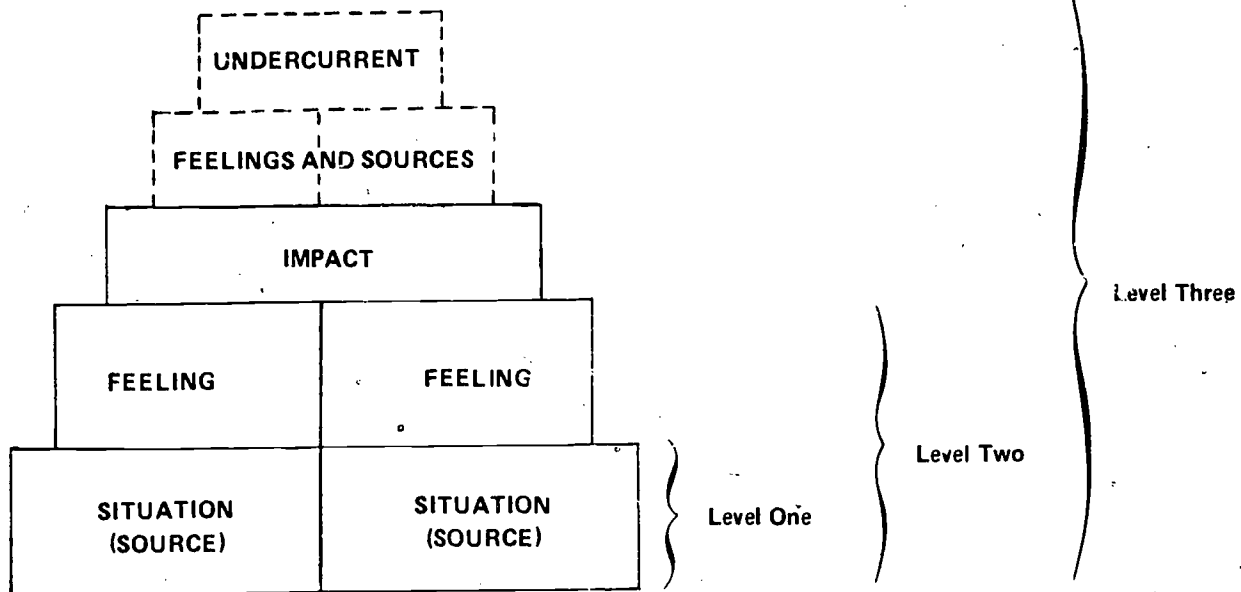 UNDERCURRENT
FEELINGS AND SOURCES
IMPACT
Level Three
FEELING
FEELING
Level Two
SITUATION
(SOURCE)
SITUATION
(SOURCE)
Level One